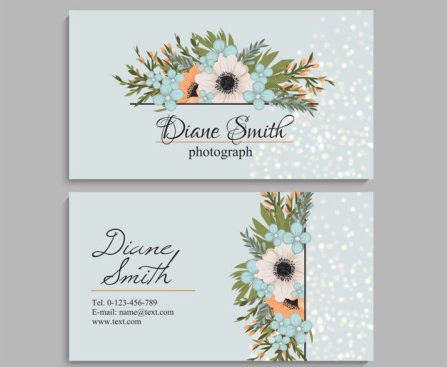 Diane Smith
photograph
Diane
Smith
Tel. 0-123-456-789
E-mail: name@text.com
www.text.com